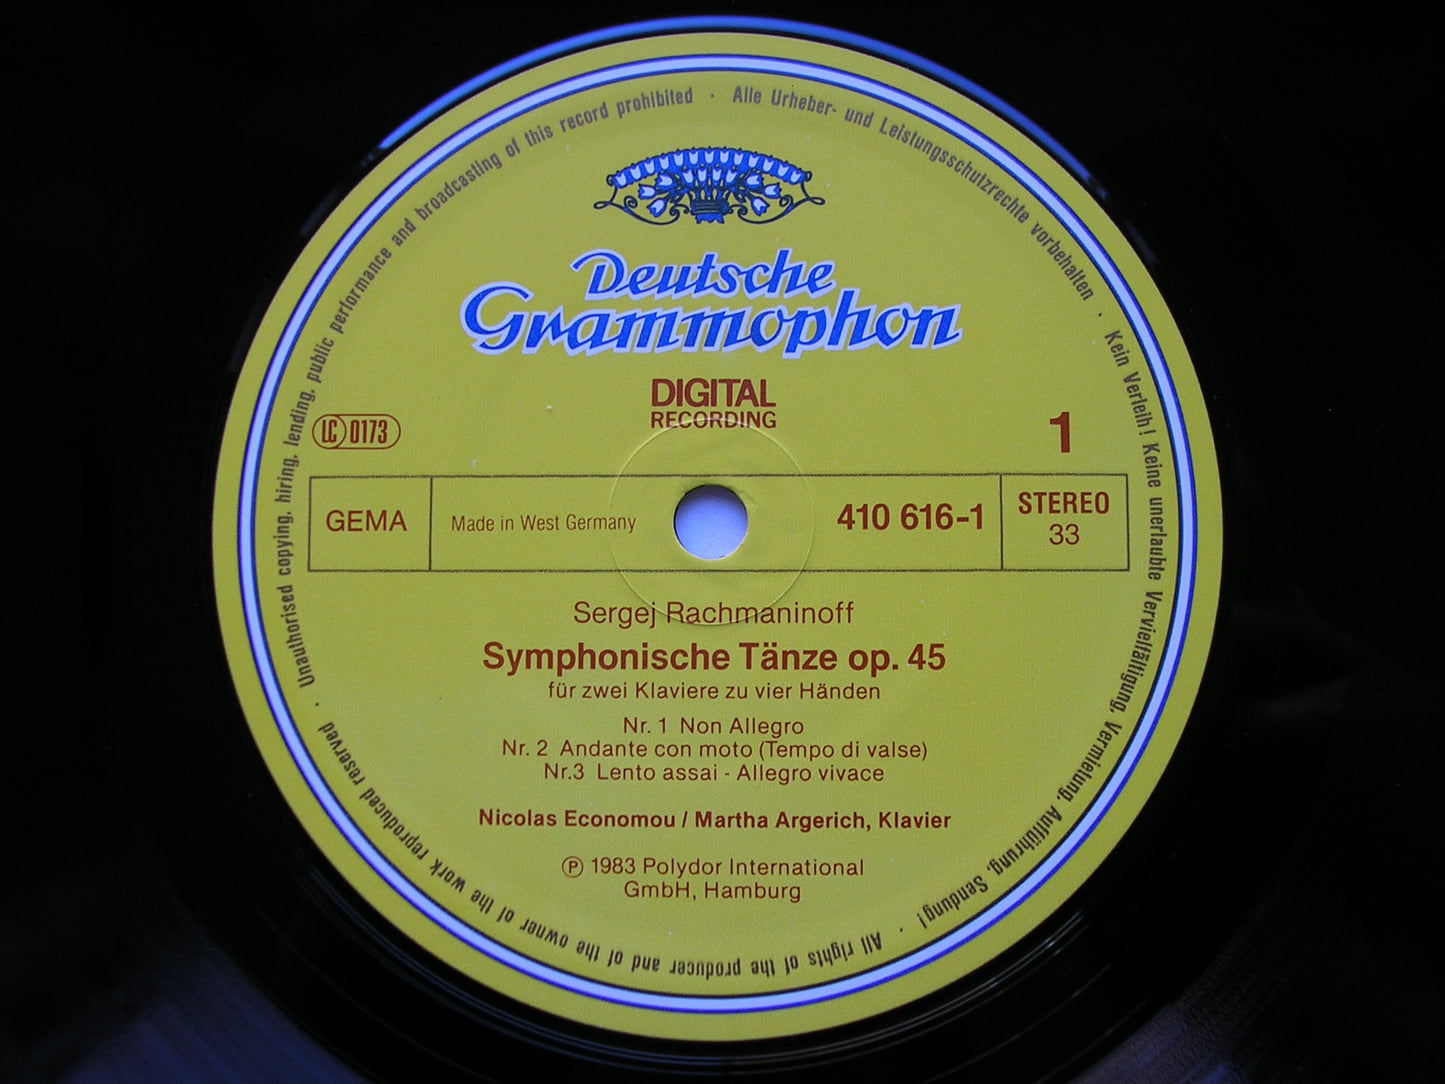 Alle Urheber- und Leistungsschutzrechte vorbehalten · Kein Verleih! Keine unerlaubte Vervielfältigung, Vermietung, Aufführung, Sendung! · All rights of the producer and of the owner of the work reproduced reserved · Unauthorised copying, hiring, lending, public performance and broadcasting of this record prohibited ·
Deutsche
Grammophon
DIGITAL
RECORDING
LC 0173
1
GEMA
Made in West Germany
410 616-1
STEREO
33
Sergej Rachmaninoff
Symphonische Tänze op. 45
für zwei Klaviere zu vier Händen
Nr. 1 Non Allegro
Nr. 2 Andante con moto (Tempo di valse)
Nr.3 Lento assai - Allegro vivace
Nicolas Economou / Martha Argerich, Klavier
Ⓟ 1983 Polydor International
GmbH, Hamburg